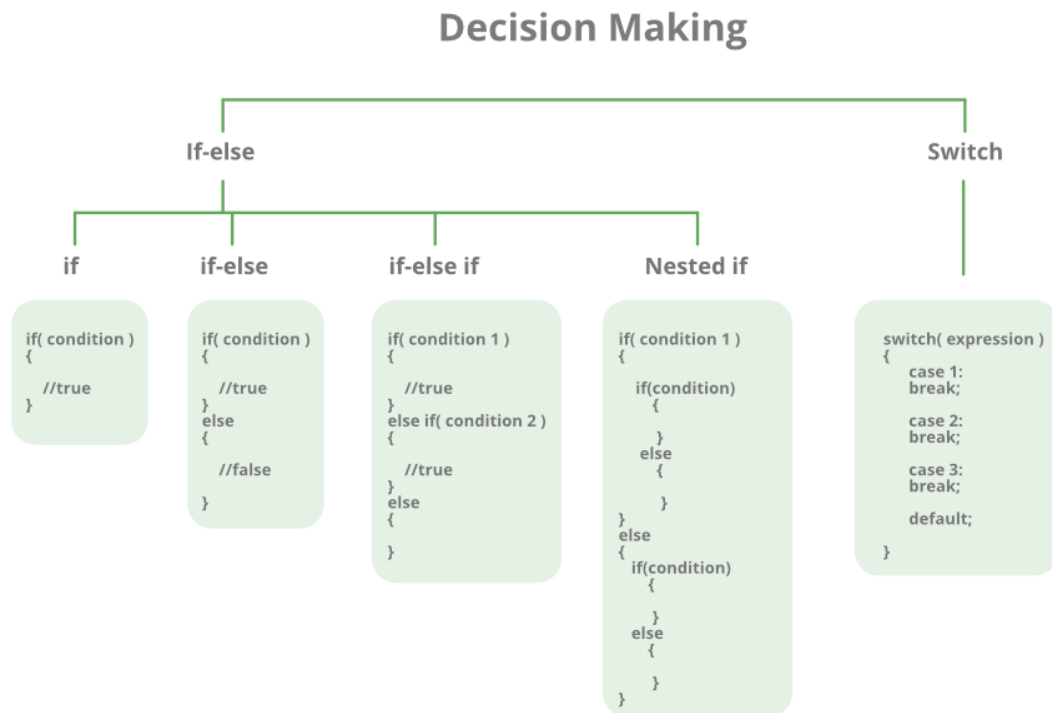 Decision Making
If-else
Switch
if
if-else
if-else if
Nested if
if( condition )
{
//true
}
if( condition )
{
//true
}
else
{
//false
}
if( condition 1 )
{
//true
}
else if( condition 2 )
{
//true
}
else
{
}
if( condition 1 )
{
if(condition)
{
}
else
{
}
}
else
{
if(condition)
{
}
else
{
}
}
switch( expression )
{
case 1:
break;
case 2:
break;
case 3:
break;
default;
}